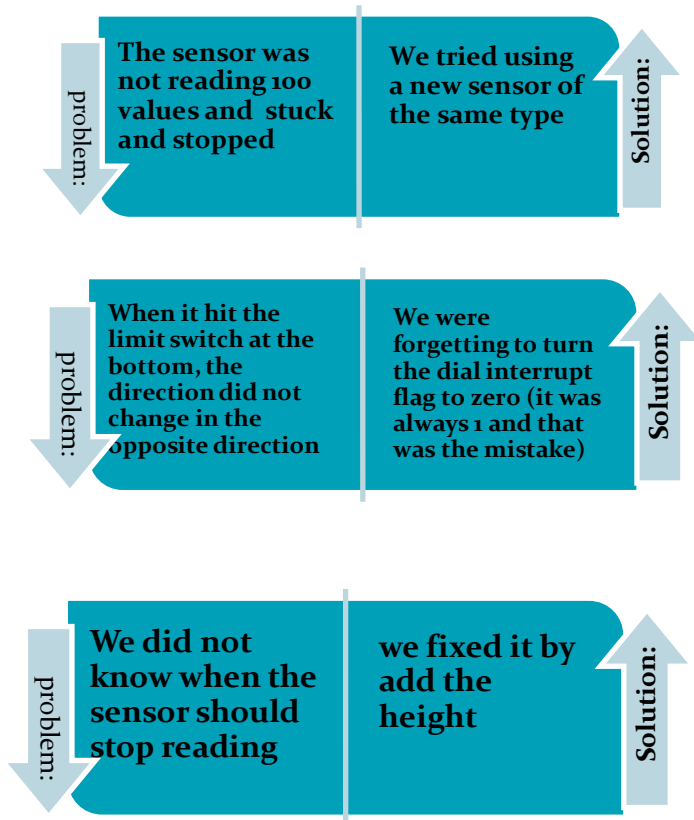 problem:
The sensor was
not reading 100
values and stuck
and stopped
We tried using
a new sensor of
the same type
Solution:
problem:
When it hit the
limit switch at the
bottom, the
direction did not
change in the
opposite direction
We were
forgetting to turn
the dial interrupt
flag to zero (it was
always 1 and that
was the mistake)
Solution:
problem:
We did not
know when the
sensor should
stop reading
we fixed it by
add the
height
Solution: